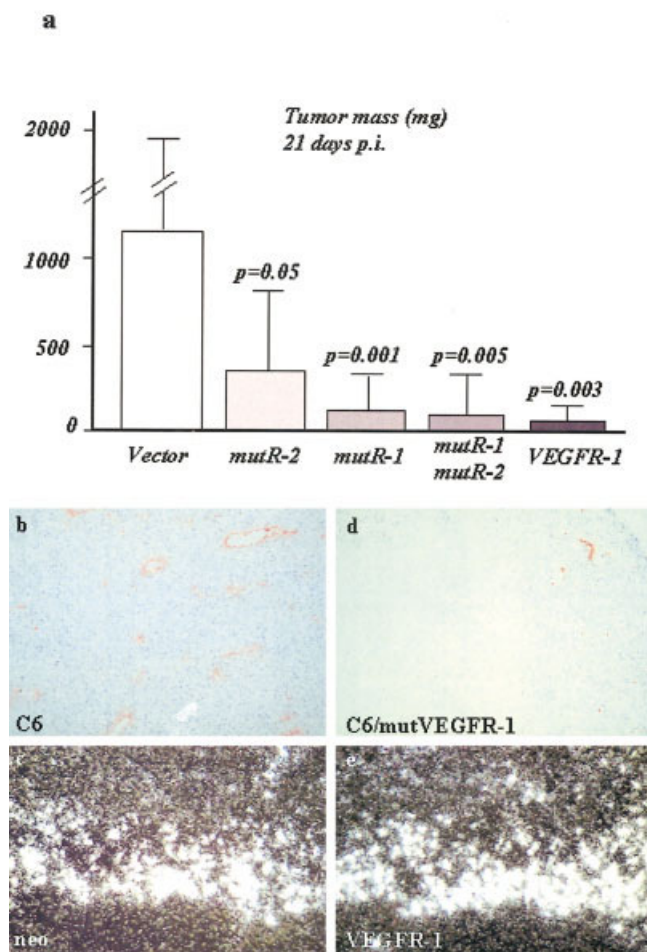 a
Tumor mass (mg)
21 days p.i.
2000
1000
500
0
p=0.05
p=0.001
p=0.005
p=0.003
Vector
mutR-2
mutR-1
mutR-1
mutR-2
VEGFR-1
b
C6
d
C6/mutVEGFR-1
c
neo
e
VEGFR-1